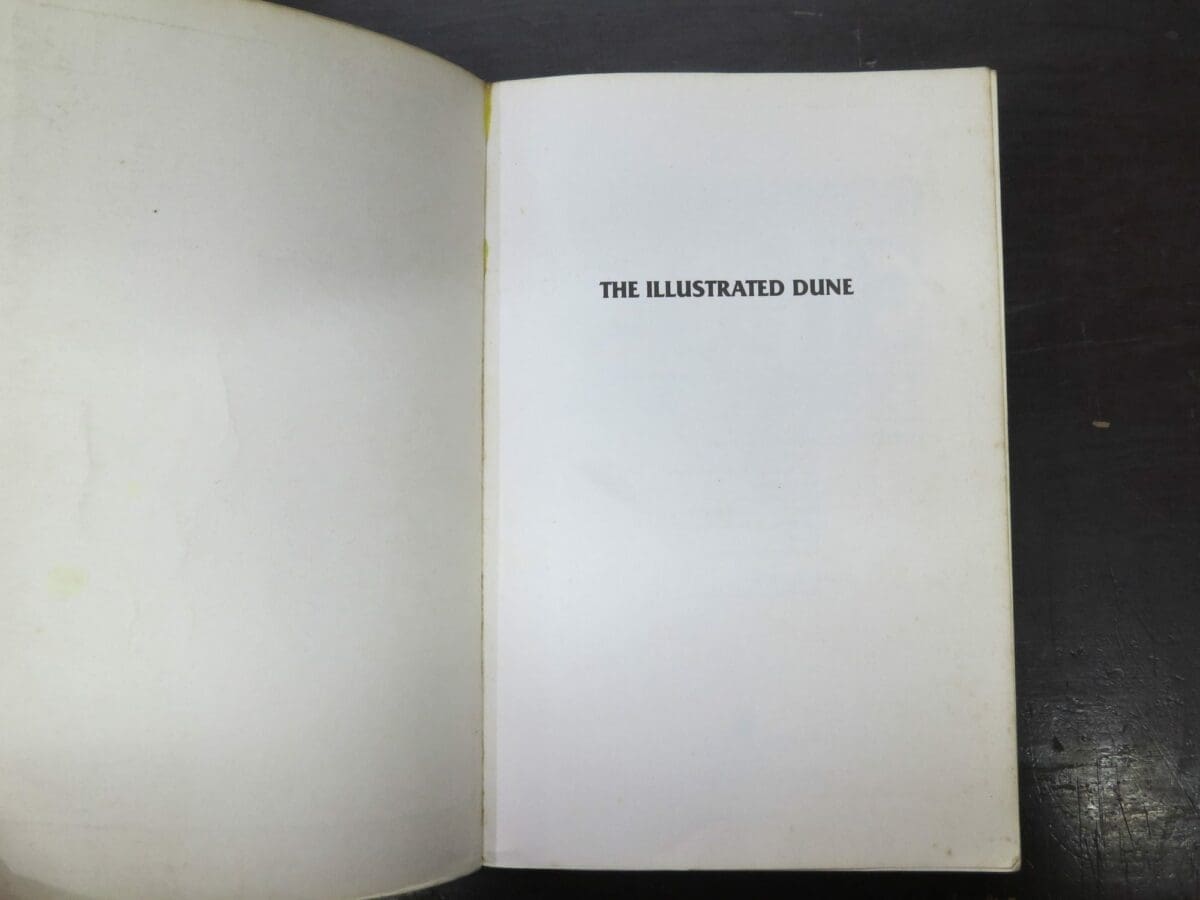 THE ILLUSTRATED DUNE